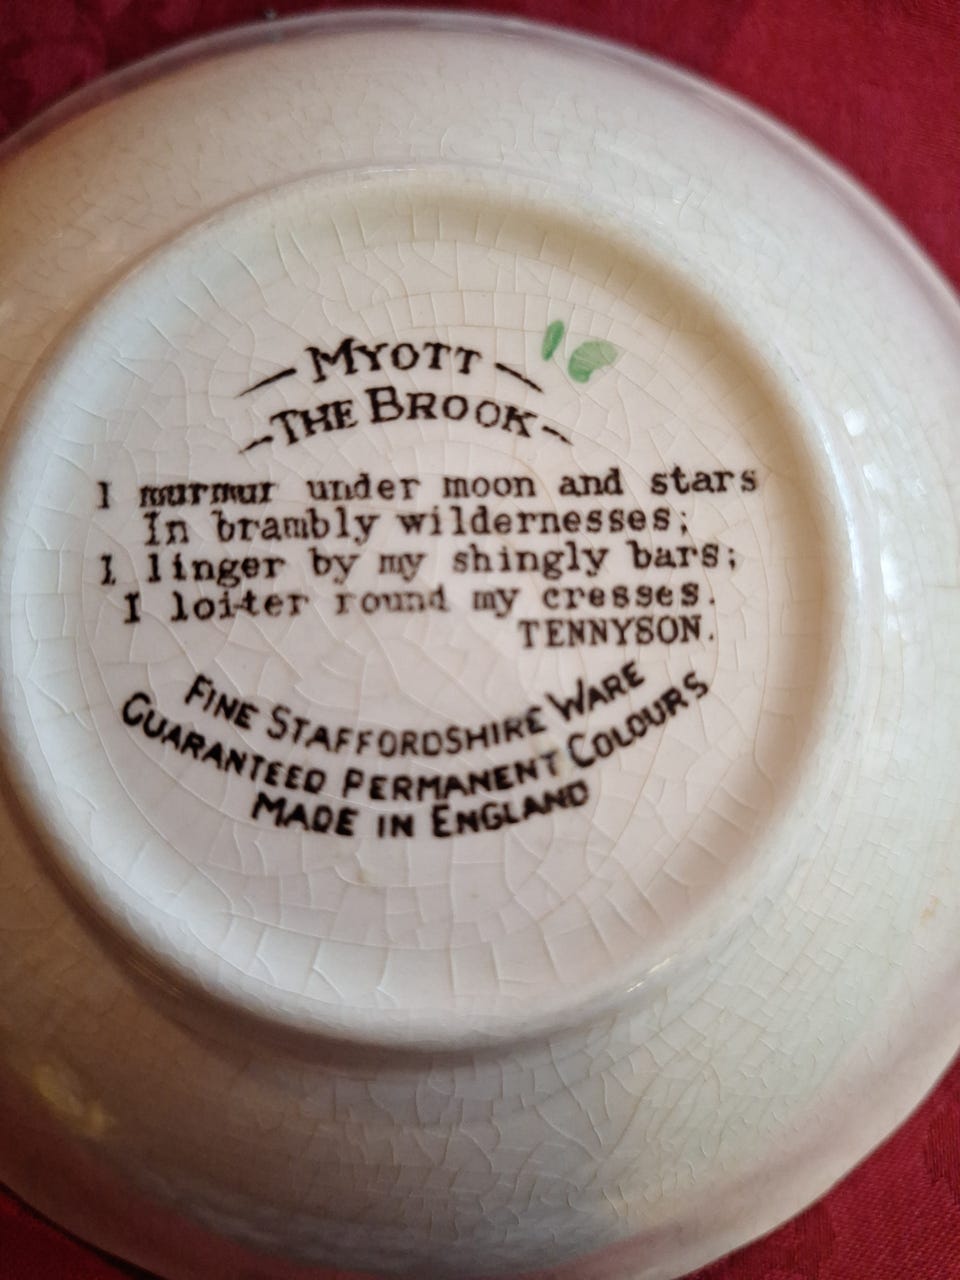 MYOTT
THE BROOK
I murmur under moon and stars
In brambly wildernesses;
I linger by my shingly bars;
I loiter round my cresses.
TENNYSON.
FINE STAFFORDSHIRE WARE
GUARANTEED PERMANENT COLOURS
MADE IN ENGLAND